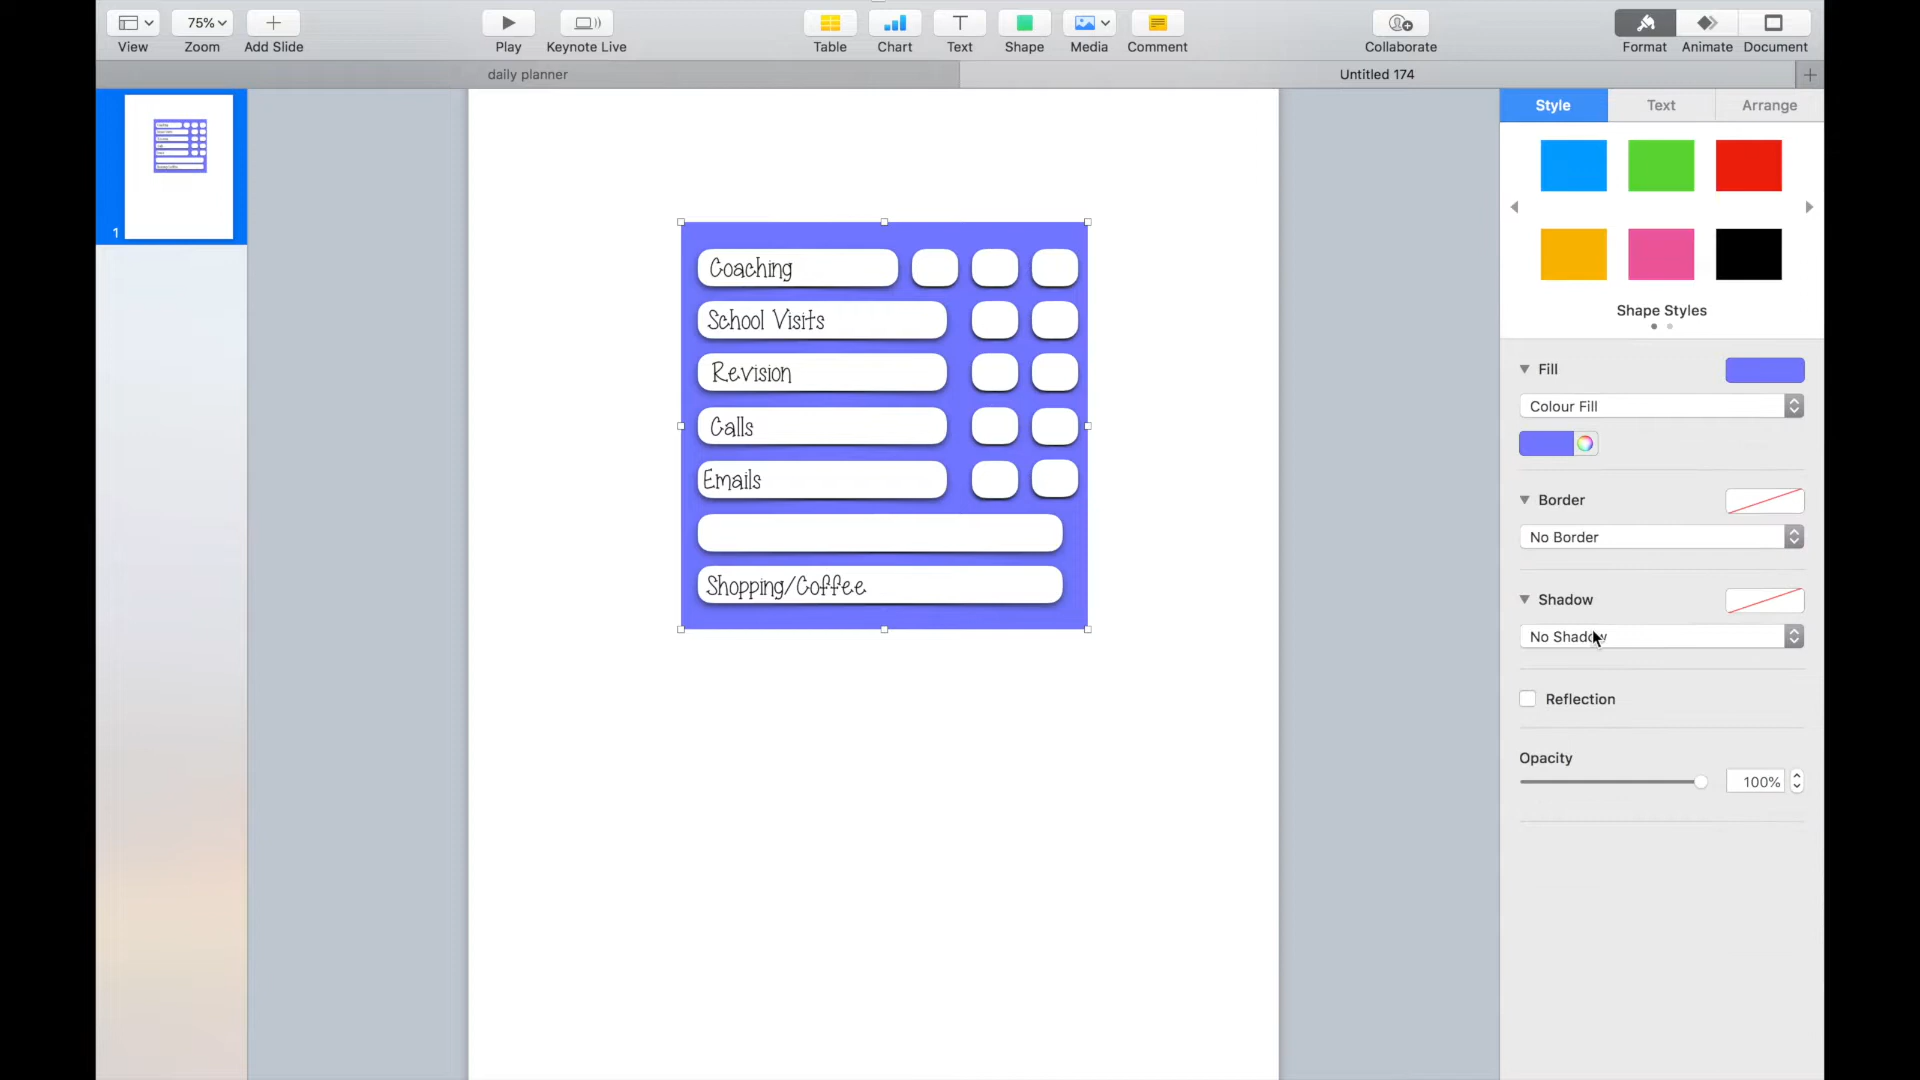 75%
View
Zoom
Add Slide
Play
Keynote Live
Table
Chart
Text
Shape
Media
Comment
Collaborate
Format
Animate
Document
daily planner
Untitled 174
1
Coaching
School Visits
Revision
Calls
Emails
Shopping/Coffee
Style
Text
Arrange
Shape Styles
Fill
Colour Fill
Border
No Border
Shadow
No Shadow
Reflection
Opacity
100%